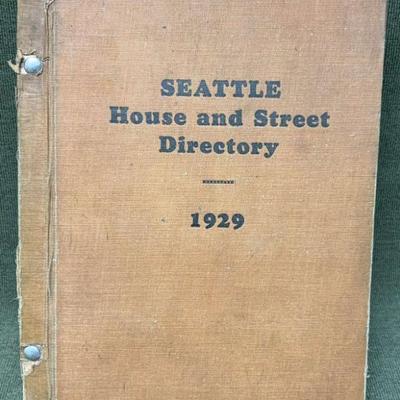 SEATTLE
House and Street
Directory
1929